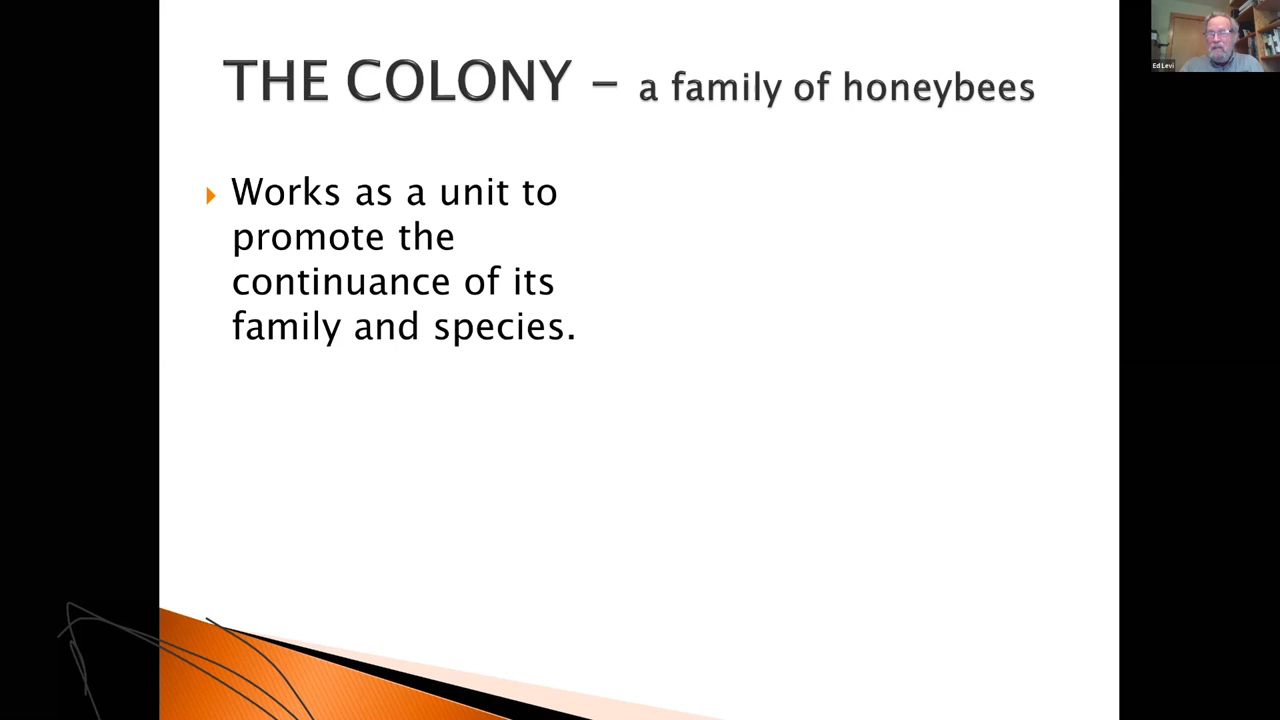 THE COLONY – a family of honeybees
Works as a unit to
promote the
continuance of its
family and species.
Ed Levi